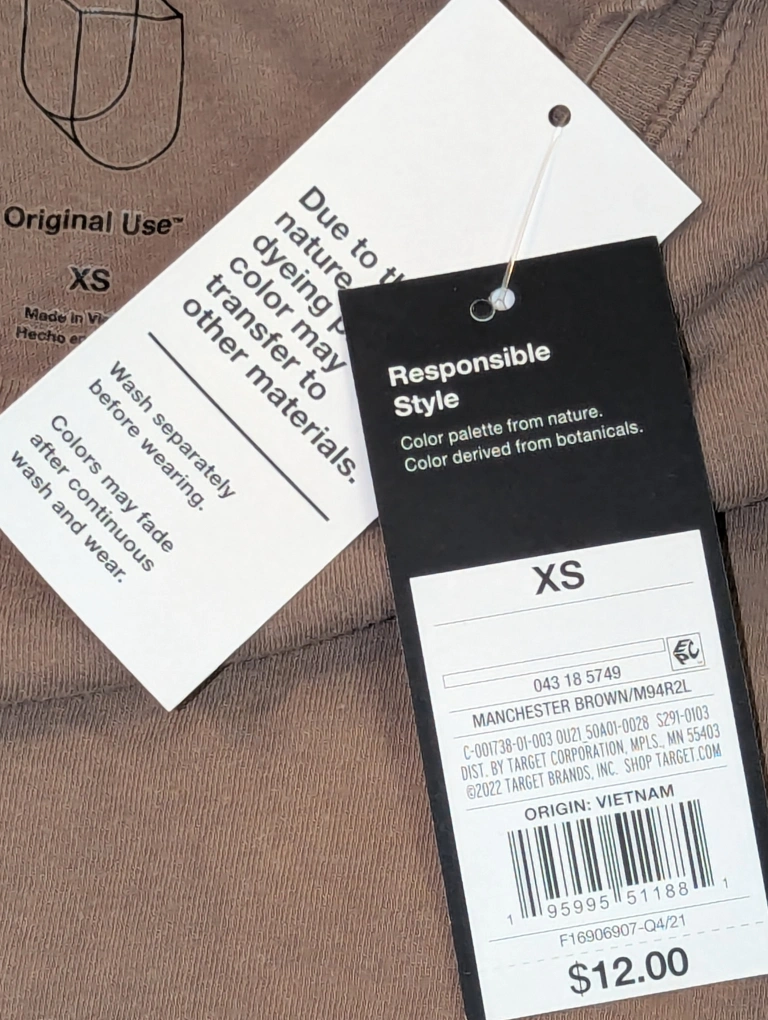 Original Use™
XS
Made in
Hecho
Due to
nature
dyeing
color may
transfer to
other materials.
Wash separately
before wearing.
Colors may fade
after continuous
wash and wear.
Responsible
Style
Color palette from nature.
Color derived from botanicals.
XS
EPC
043 18 5749
MANCHESTER BROWN/M94R2L
C-001738-01-003 0U21 50A01-0028 S291-0103
DIST. BY TARGET CORPORATION, MPLS., MN 55403
©2022 TARGET BRANDS, INC. SHOP TARGET.COM
ORIGIN: VIETNAM
1 95995 51188 1
F16906907-Q4/21
$12.00